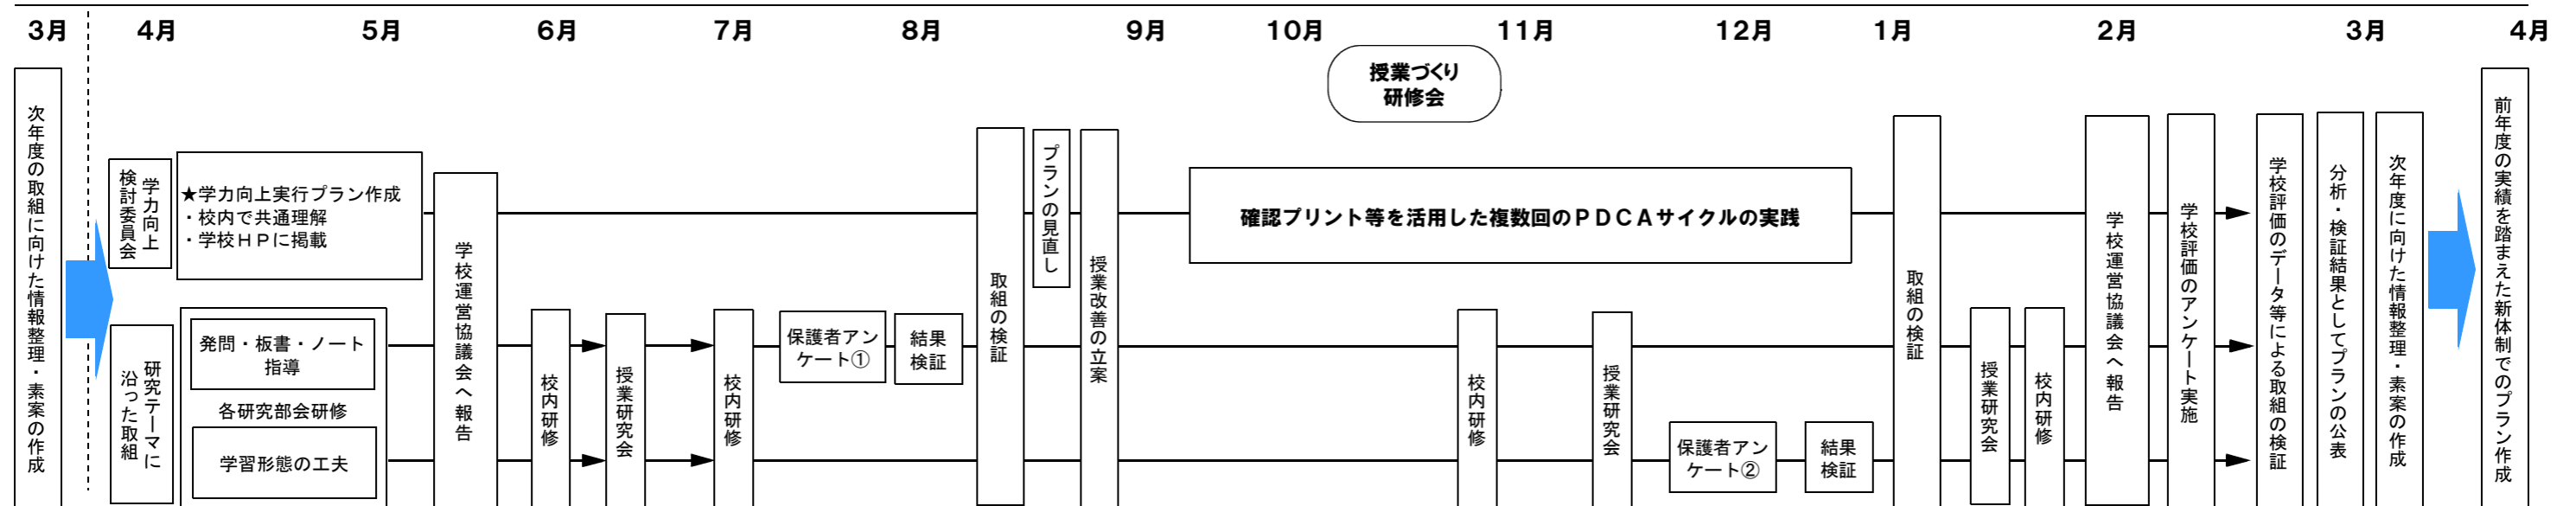 3月
4月
5月
6月
7月
8月
9月
10月
11月
12月
1月
2月
3月
4月
授業づくり
研修会
次年度の取組に向けた情報整理・素案の作成
学力向上
検討委員会
★学力向上実行プラン作成
・校内で共通理解
・学校HPに掲載
研究テーマに
沿った取組
発問・板書・ノート
指導
各研究部会研修
学習形態の工夫
学校運営協議会へ報告
校内研修
授業研究会
校内研修
保護者アン
ケート①
結果
検証
取組の検証
プランの見直し
授業改善の立案
確認プリント等を活用した複数回のPDCAサイクルの実践
校内研修
授業研究会
保護者アン
ケート②
結果
検証
取組の検証
授業研究会
校内研修
学校運営協議会へ報告
学校評価のアンケート実施
学校評価のデータ等による取組の検証
分析・検証結果としてプランの公表
次年度に向けた情報整理・素案の作成
前年度の実績を踏まえた新体制でのプラン作成